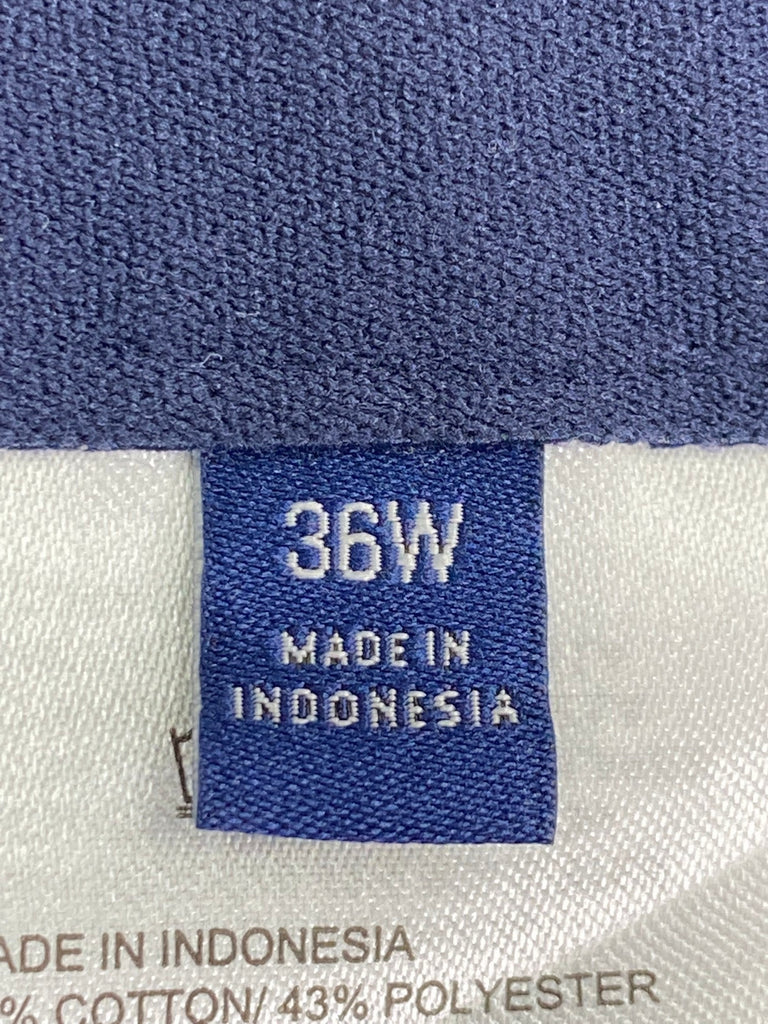 36W
MADE IN
INDONESIA
ADE IN INDONESIA
% COTTON/ 43% POLYESTER